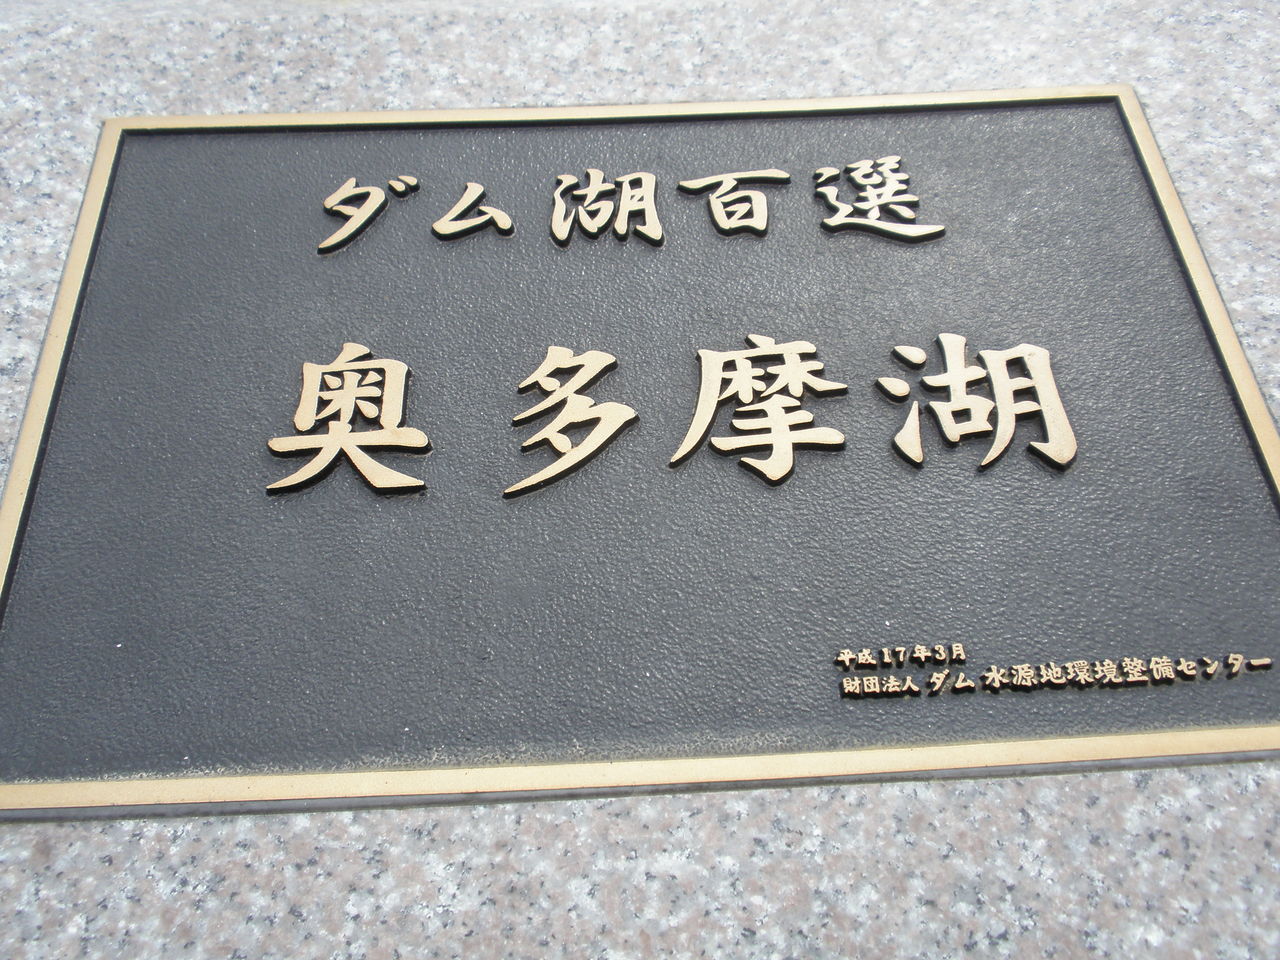 ダム湖百選
奥多摩湖
平成17年3月
財団法人 ダム水源地環境整備センター